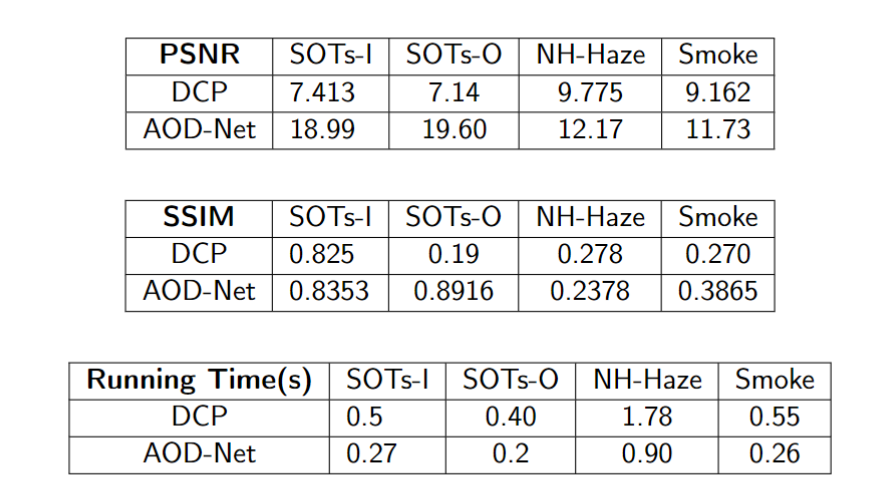 PSNR SOTs-I SOTs-O NH-Haze Smoke
DCP 7.413 7.14 9.775 9.162
AOD-Net 18.99 19.60 12.17 11.73
SSIM SOTs-I SOTs-O NH-Haze Smoke
DCP 0.825 0.19 0.278 0.270
AOD-Net 0.8353 0.8916 0.2378 0.3865
Running Time(s) SOTs-I SOTs-O NH-Haze Smoke
DCP 0.5 0.40 1.78 0.55
AOD-Net 0.27 0.2 0.90 0.26